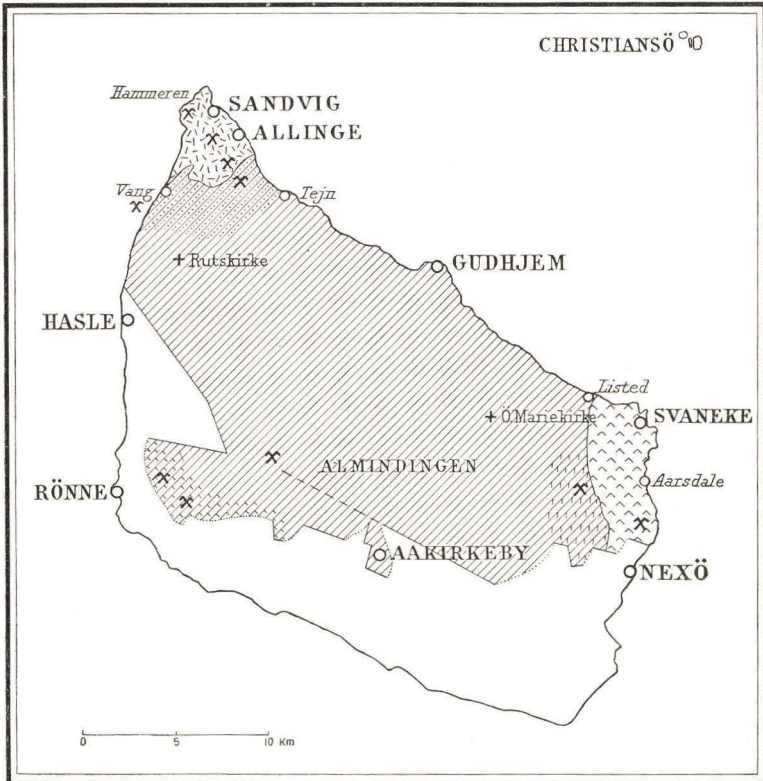 CHRISTIANSÖ
Hammeren
SANDVIG
ALLINGE
Vang
Tejn
Rutskirke
GUDHJEM
HASLE
Listed
Ö.Mariekirke
SVANEKE
ALMINDINGEN
Aarsdale
RÖNNE
AAKIRKEBY
NEXÖ
0 5 10 Km